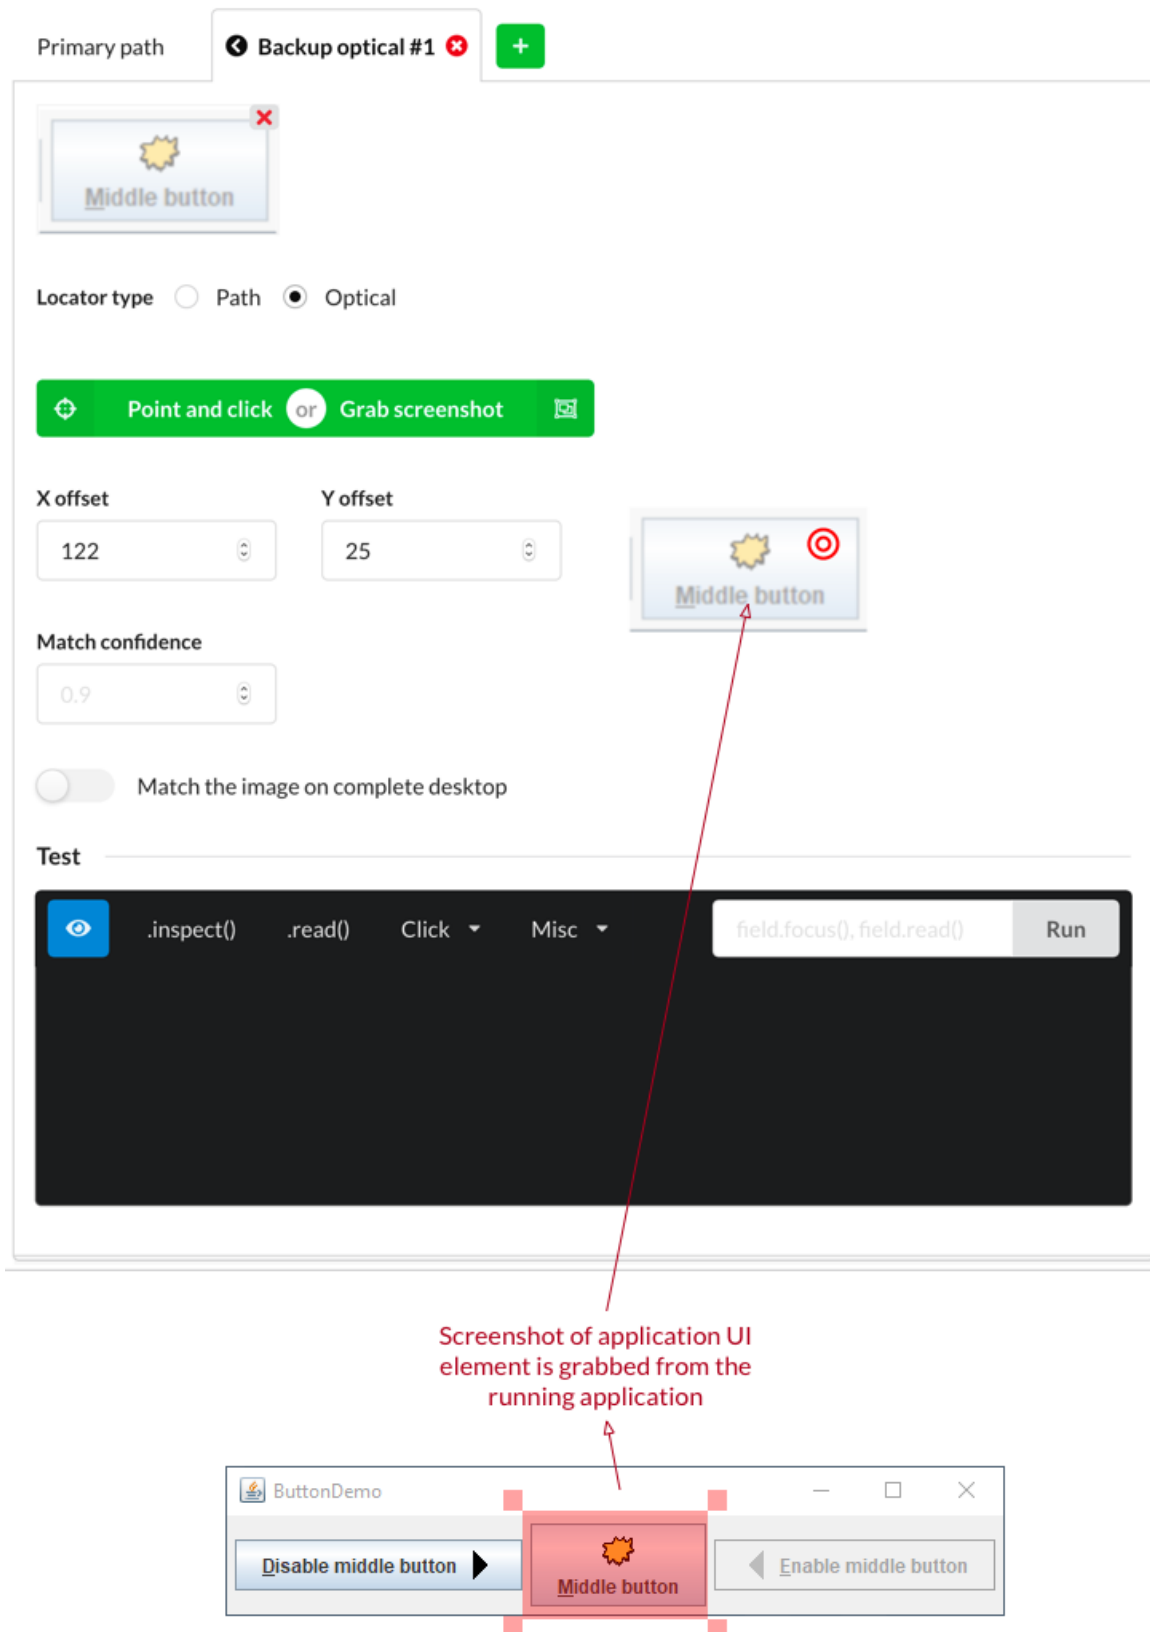 Primary path
Backup optical #1
+
Middle button
Locator type
Path
Optical
Point and click or Grab screenshot
X offset
Y offset
122
25
Middle button
Match confidence
0.9
Match the image on complete desktop
Test
.inspect()
.read()
Click
Misc
field.focus(), field.read()
Run
Screenshot of application UI
element is grabbed from the
running application
ButtonDemo
Disable middle button
Middle button
Enable middle button